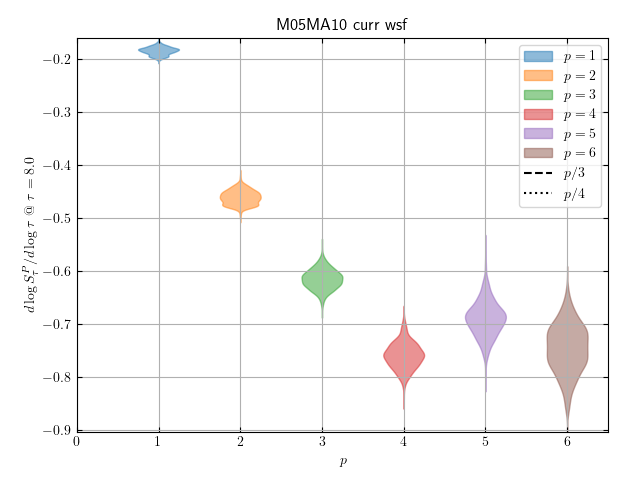 M05MA10 curr wsf
d log S_τ^P / d log τ @ τ = 8.0
−0.2
−0.3
−0.4
−0.5
−0.6
−0.7
−0.8
−0.9
0 1 2 3 4 5 6
p
p = 1
p = 2
p = 3
p = 4
p = 5
p = 6
p/3
p/4